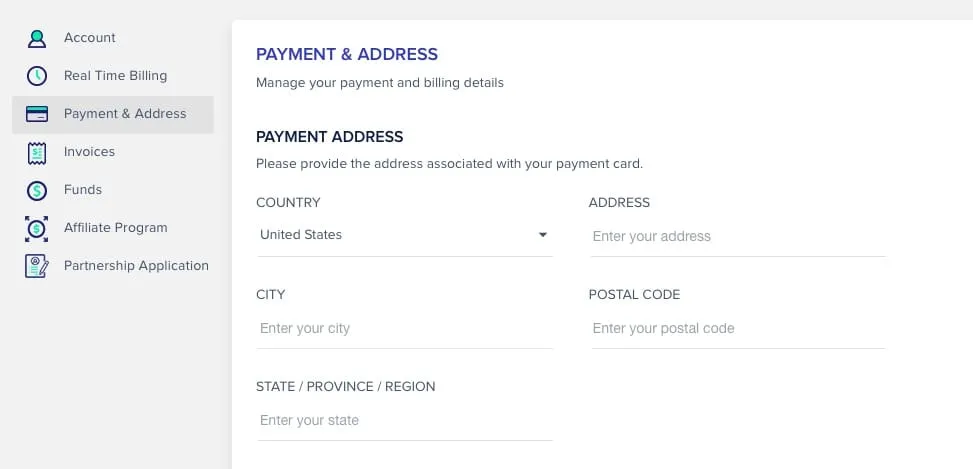 Account
Real Time Billing
Payment & Address
Invoices
Funds
Affiliate Program
Partnership Application
PAYMENT & ADDRESS
Manage your payment and billing details
PAYMENT ADDRESS
Please provide the address associated with your payment card.
COUNTRY
United States
ADDRESS
Enter your address
CITY
Enter your city
POSTAL CODE
Enter your postal code
STATE / PROVINCE / REGION
Enter your state